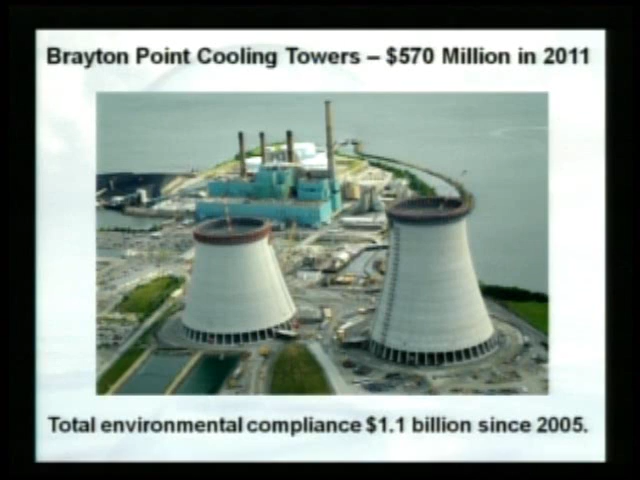 Brayton Point Cooling Towers – $570 Million in 2011
Total environmental compliance $1.1 billion since 2005.